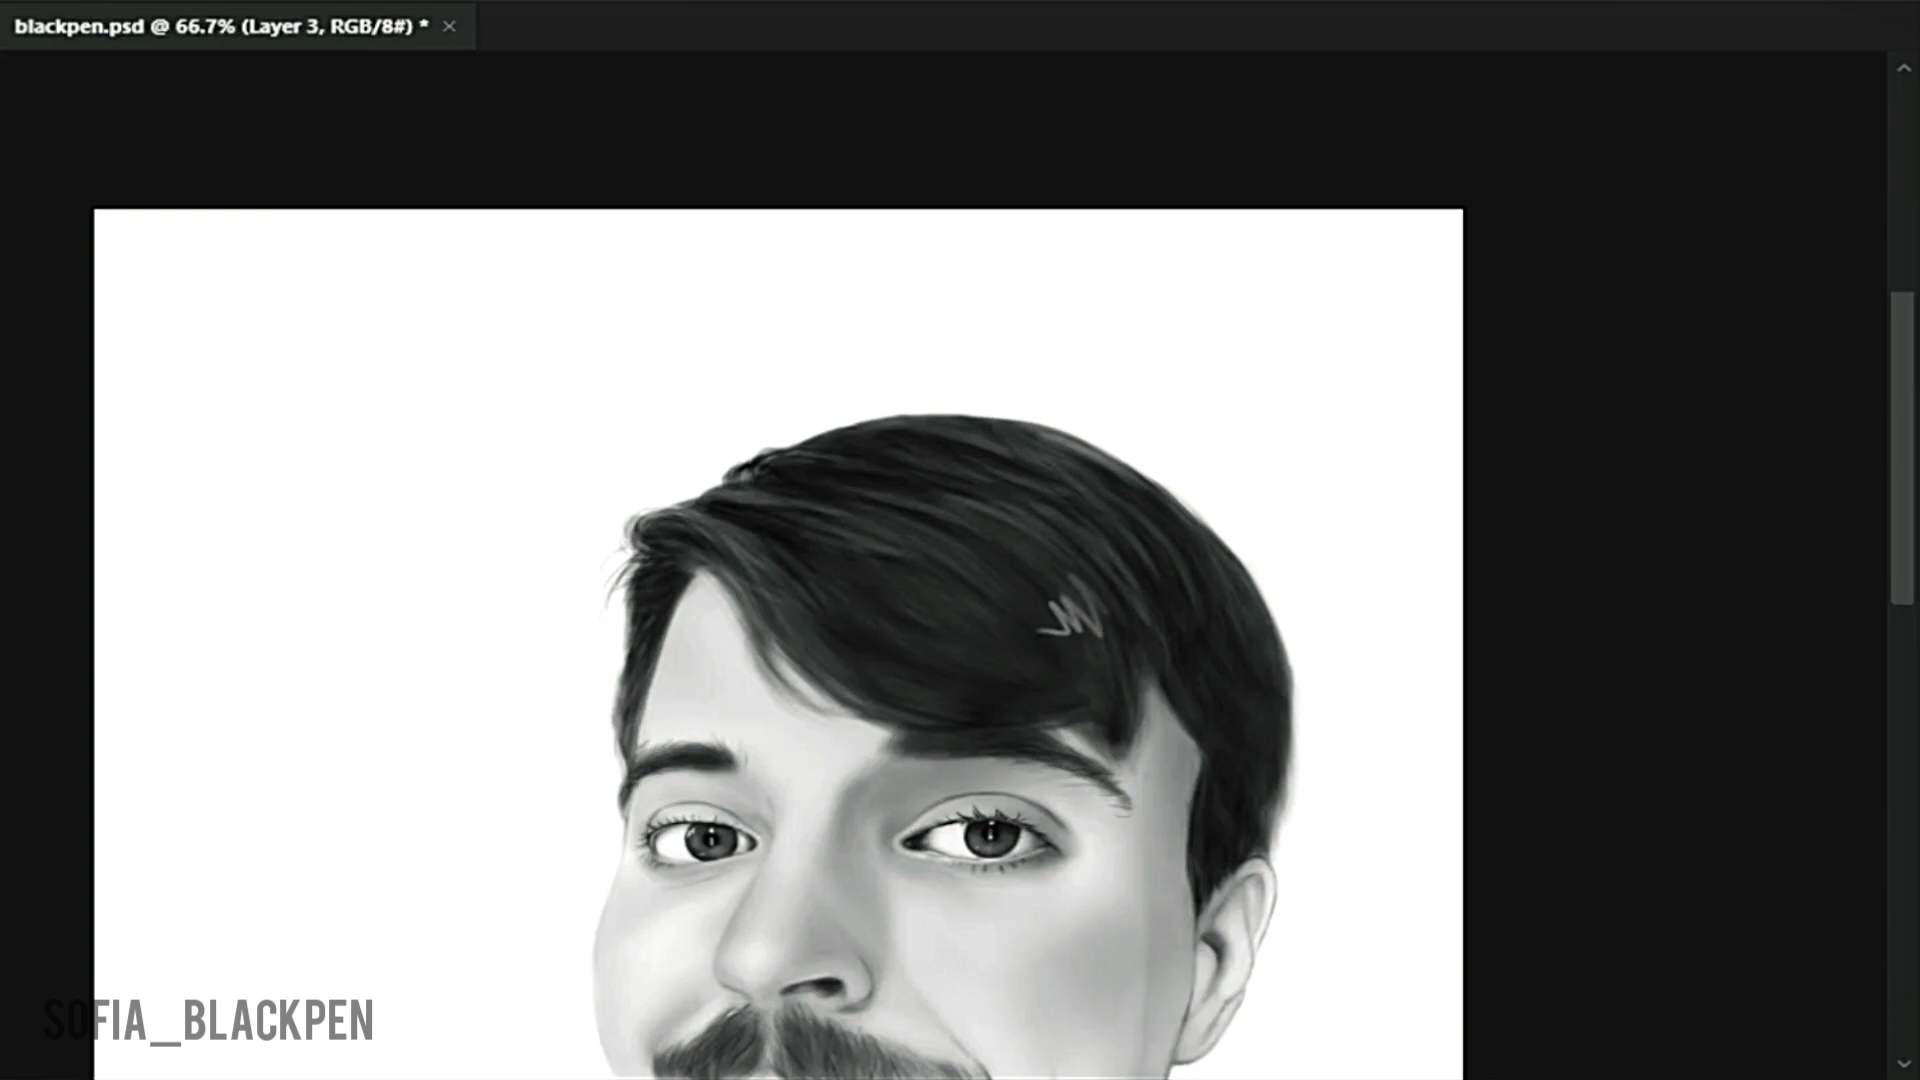 blackpen.psd @ 66.7% (Layer 3, RGB/8#) *
SOFIA_BLACKPEN